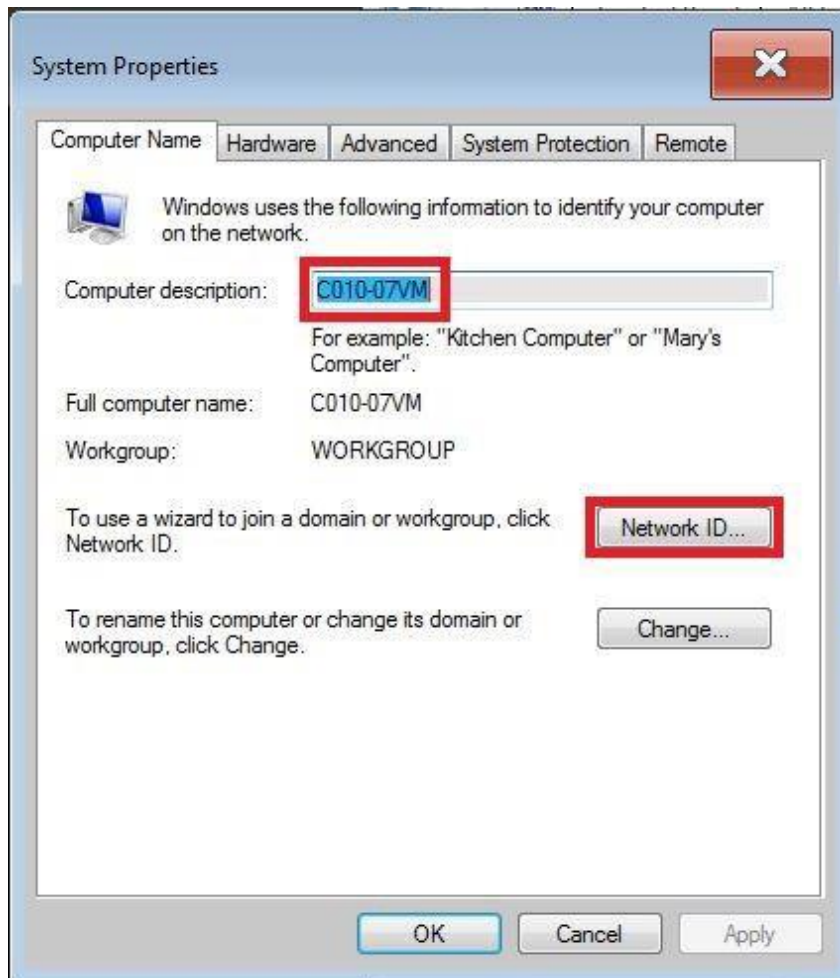 System Properties
Computer Name Hardware Advanced System Protection Remote
Windows uses the following information to identify your computer
on the network.
Computer description: C010-07VM
For example: "Kitchen Computer" or "Mary's
Computer".
Full computer name: C010-07VM
Workgroup: WORKGROUP
To use a wizard to join a domain or workgroup, click
Network ID.
Network ID...
To rename this computer or change its domain or
workgroup, click Change.
Change...
OK Cancel Apply